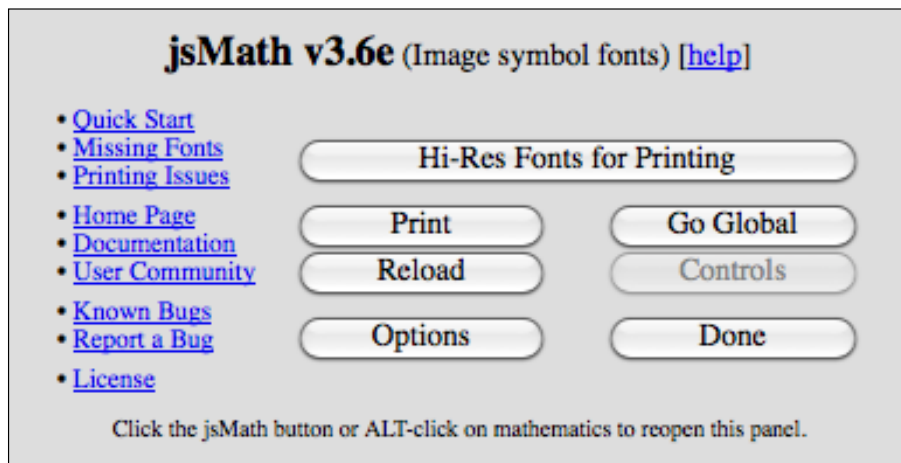 jsMath v3.6e (Image symbol fonts) [help]
• Quick Start
• Missing Fonts
• Printing Issues
• Home Page
• Documentation
• User Community
• Known Bugs
• Report a Bug
• License
Hi-Res Fonts for Printing
Print Go Global
Reload Controls
Options Done
Click the jsMath button or ALT-click on mathematics to reopen this panel.